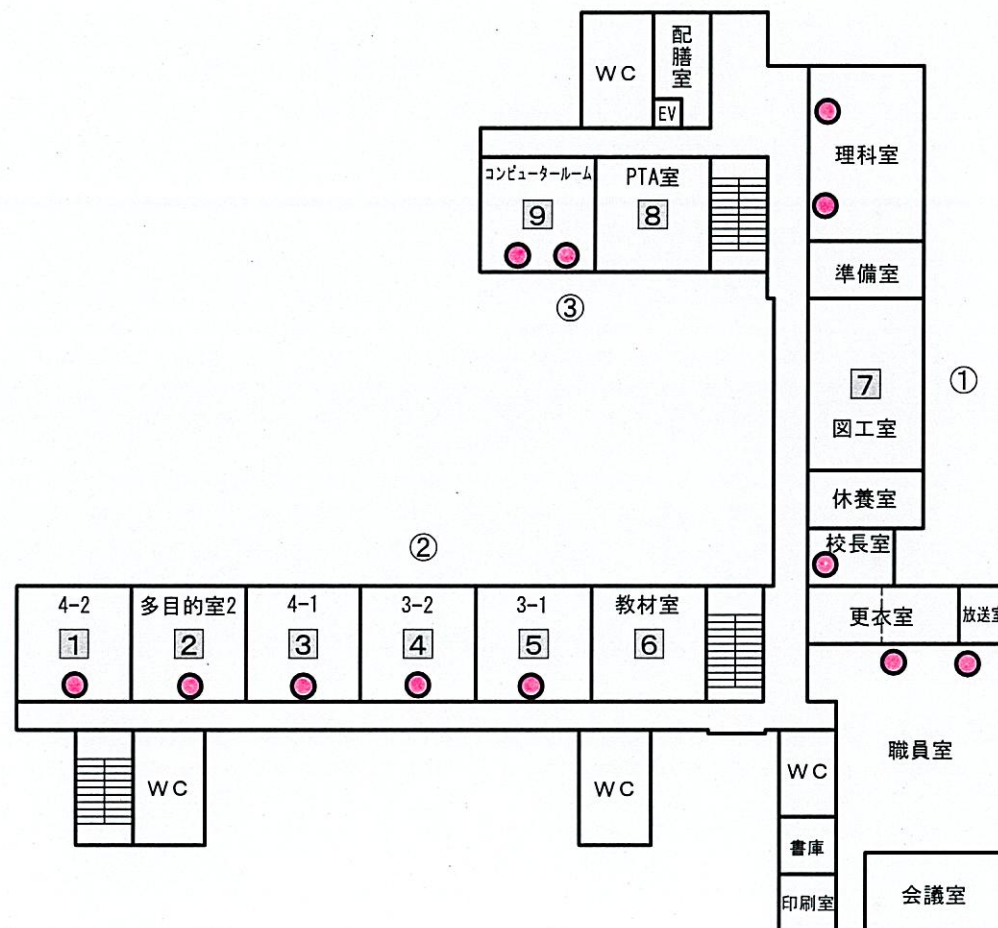 WC
配膳室
EV
理科室
コンピュータールーム
PTA室
9
8
準備室
③
7
①
図工室
休養室
②
校長室
4-2
多目的室2
4-1
3-2
3-1
教材室
更衣室
放送室
1
2
3
4
5
6
職員室
WC
WC
WC
書庫
会議室
印刷室